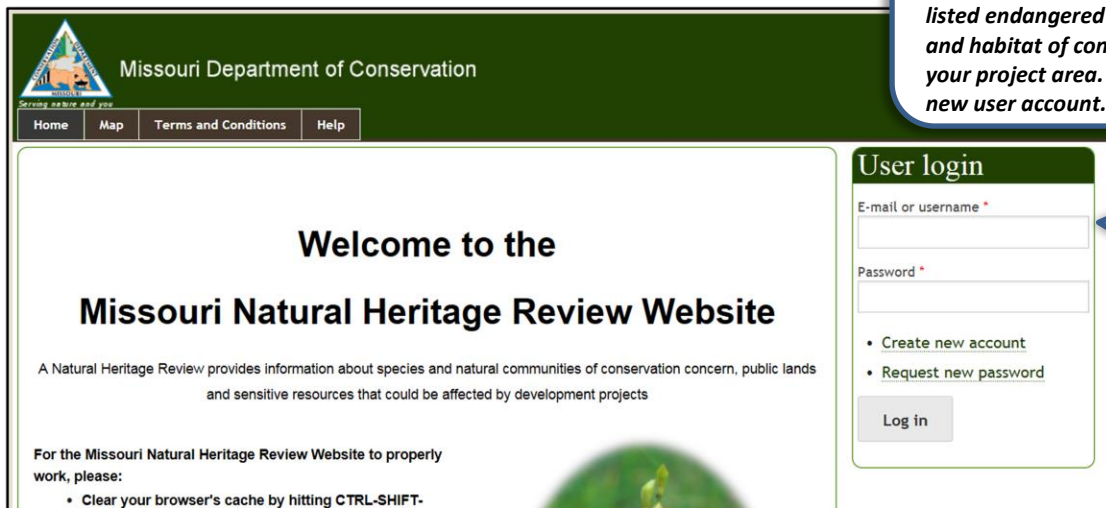 listed endangered
and habitat of con
your project area.
new user account.
Missouri Department of Conservation
Serving nature and you
Home Map Terms and Conditions Help
Welcome to the
Missouri Natural Heritage Review Website
A Natural Heritage Review provides information about species and natural communities of conservation concern, public lands
and sensitive resources that could be affected by development projects
For the Missouri Natural Heritage Review Website to properly
work, please:
• Clear your browser's cache by hitting CTRL-SHIFT-
User login
E-mail or username *
Password *
• Create new account
• Request new password
Log in